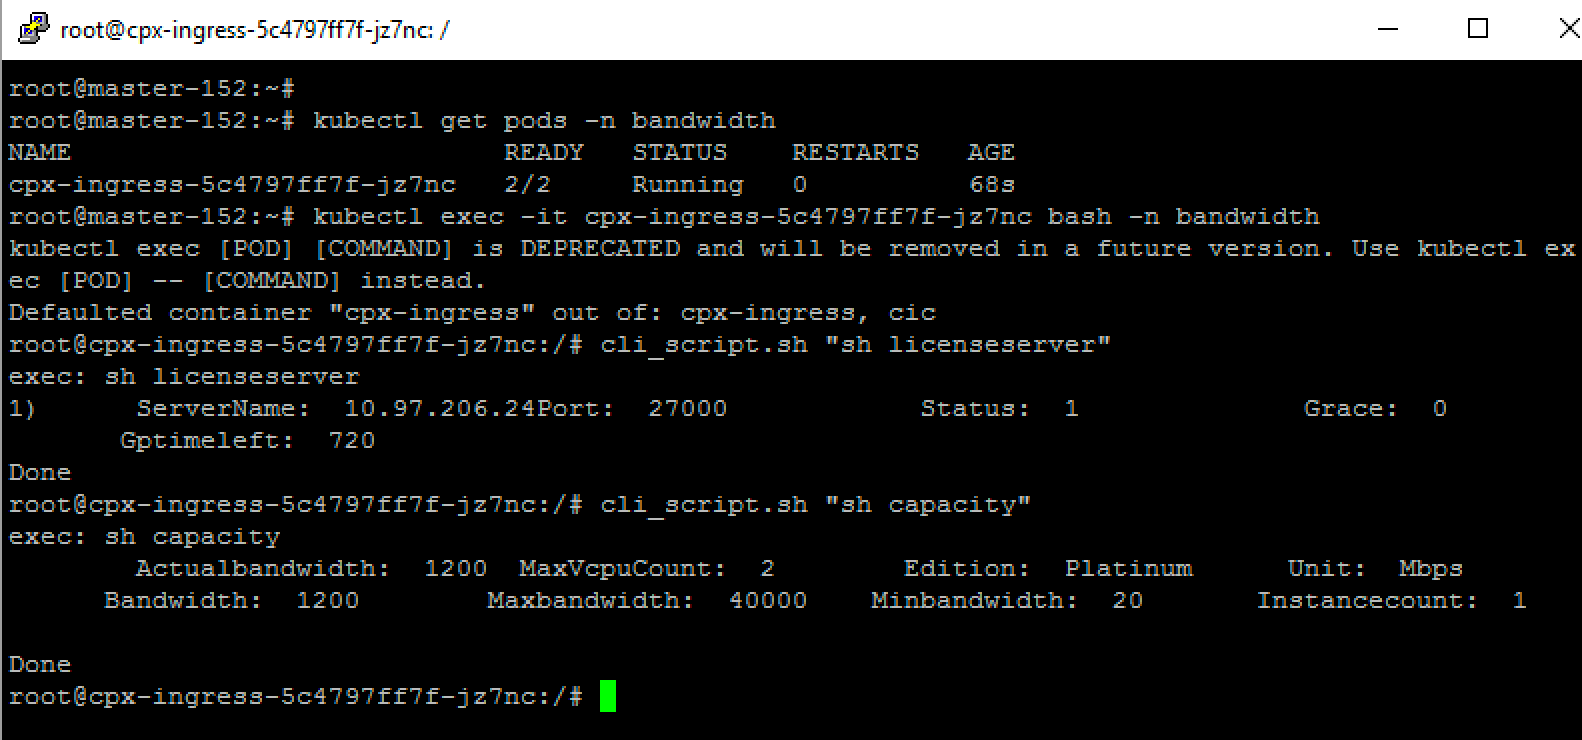 root@cpx-ingress-5c4797ff7f-jz7nc: /
root@master-152:~#
root@master-152:~# kubectl get pods -n bandwidth
NAME                           READY   STATUS    RESTARTS   AGE
cpx-ingress-5c4797ff7f-jz7nc   2/2     Running   0          68s
root@master-152:~# kubectl exec -it cpx-ingress-5c4797ff7f-jz7nc bash -n bandwidth
kubectl exec [POD] [COMMAND] is DEPRECATED and will be removed in a future version. Use kubectl ex
ec [POD] -- [COMMAND] instead.
Defaulted container "cpx-ingress" out of: cpx-ingress, cic
root@cpx-ingress-5c4797ff7f-jz7nc:/# cli_script.sh "sh licenseserver"
exec: sh licenseserver
1)      ServerName:  10.97.206.24Port:  27000            Status:  1              Grace:  0
       Gptimeleft:  720
Done
root@cpx-ingress-5c4797ff7f-jz7nc:/# cli_script.sh "sh capacity"
exec: sh capacity
        Actualbandwidth:  1200  MaxVcpuCount:  2        Edition:  Platinum      Unit:  Mbps
      Bandwidth:  1200        Maxbandwidth:  40000    Minbandwidth:  20       Instancecount:  1
Done
root@cpx-ingress-5c4797ff7f-jz7nc:/#